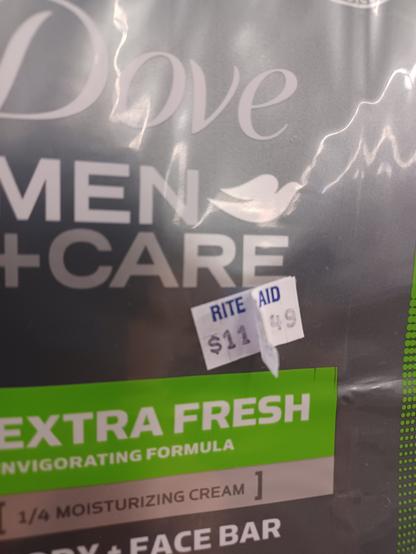 Dove
MEN
+CARE
RITE AID
$11 49
EXTRA FRESH
INVIGORATING FORMULA
[ 1/4 MOISTURIZING CREAM ]
+ FACE BAR